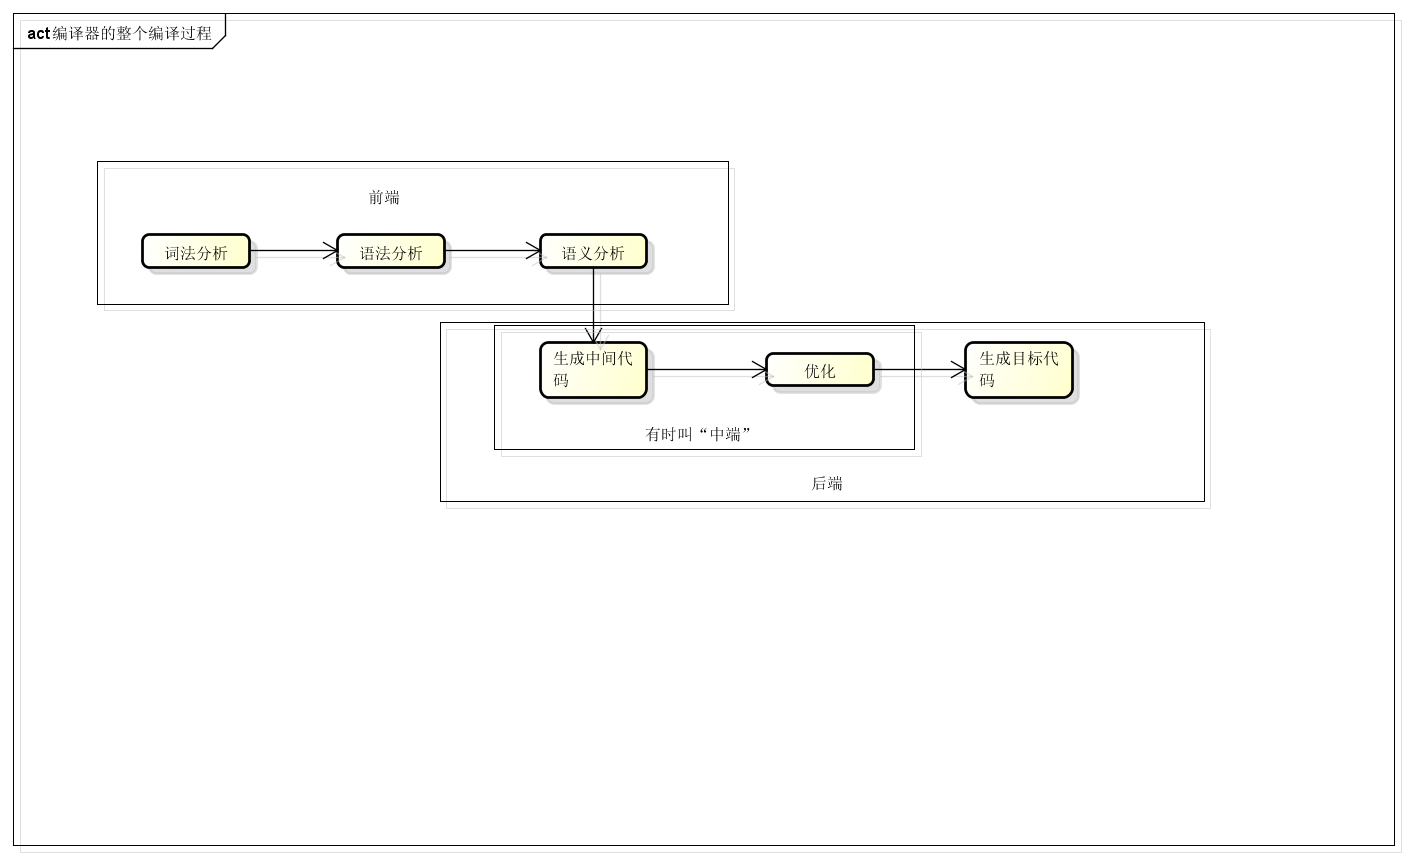 act 编译器的整个编译过程
前端
词法分析
语法分析
语义分析
生成中间代
码
优化
生成目标代
码
有时叫“中端”
后端